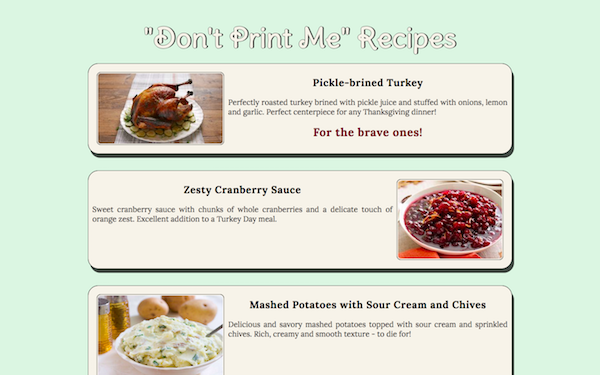 "Don't Print Me" Recipes
Pickle-brined Turkey
Perfectly roasted turkey brined with pickle juice and stuffed with onions, lemon
and garlic. Perfect centerpiece for any Thanksgiving dinner!
For the brave ones!
Zesty Cranberry Sauce
Sweet cranberry sauce with chunks of whole cranberries and a delicate touch of
orange zest. Excellent addition to a Turkey Day meal.
Mashed Potatoes with Sour Cream and Chives
Delicious and savory mashed potatoes topped with sour cream and sprinkled
chives. Rich, creamy and smooth texture - to die for!